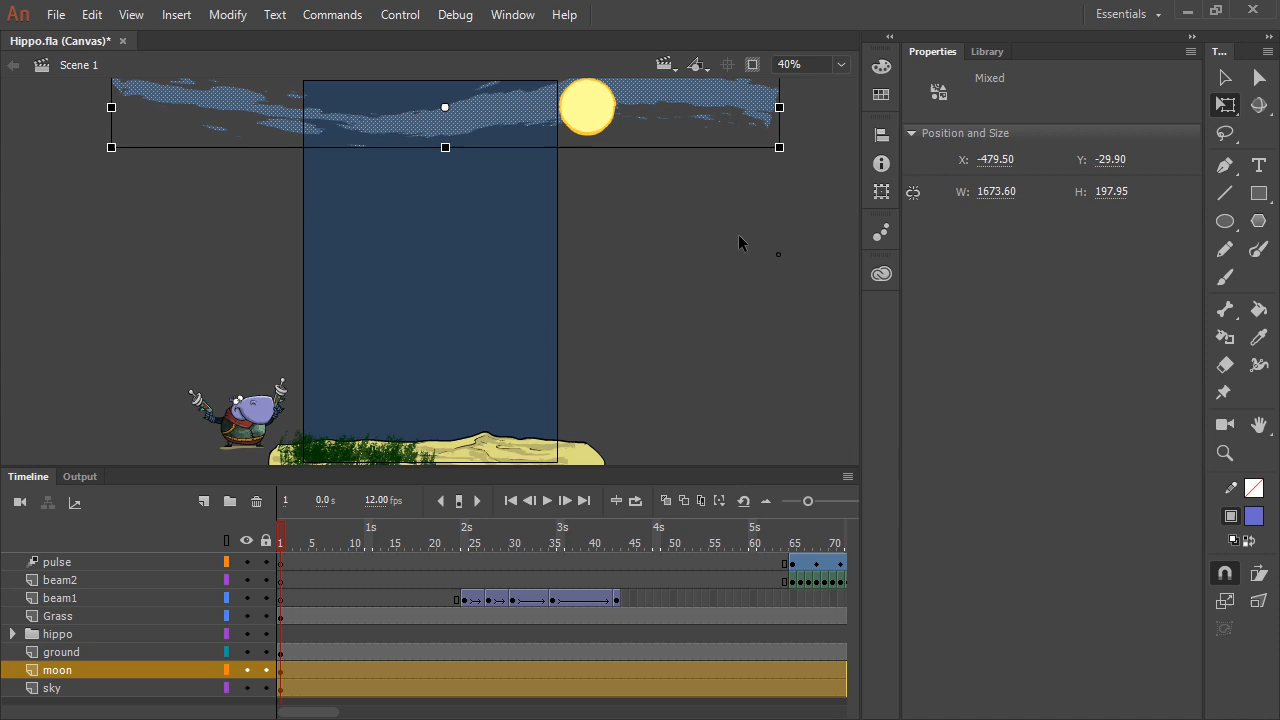 An File Edit View Insert Modify Text Commands Control Debug Window Help Essentials
Hippo.fla (Canvas)* ×
Scene 1 40%
Properties Library T...
Mixed
Position and Size
X: -479.50 Y: -29.90
W: 1673.60 H: 197.95
Timeline Output
1 0.0 s 12.00 fps
1s 2s 3s 4s 5s
1 5 10 15 20 25 30 35 40 45 50 55 60 65 70
pulse
beam2
beam1
Grass
hippo
ground
moon
sky